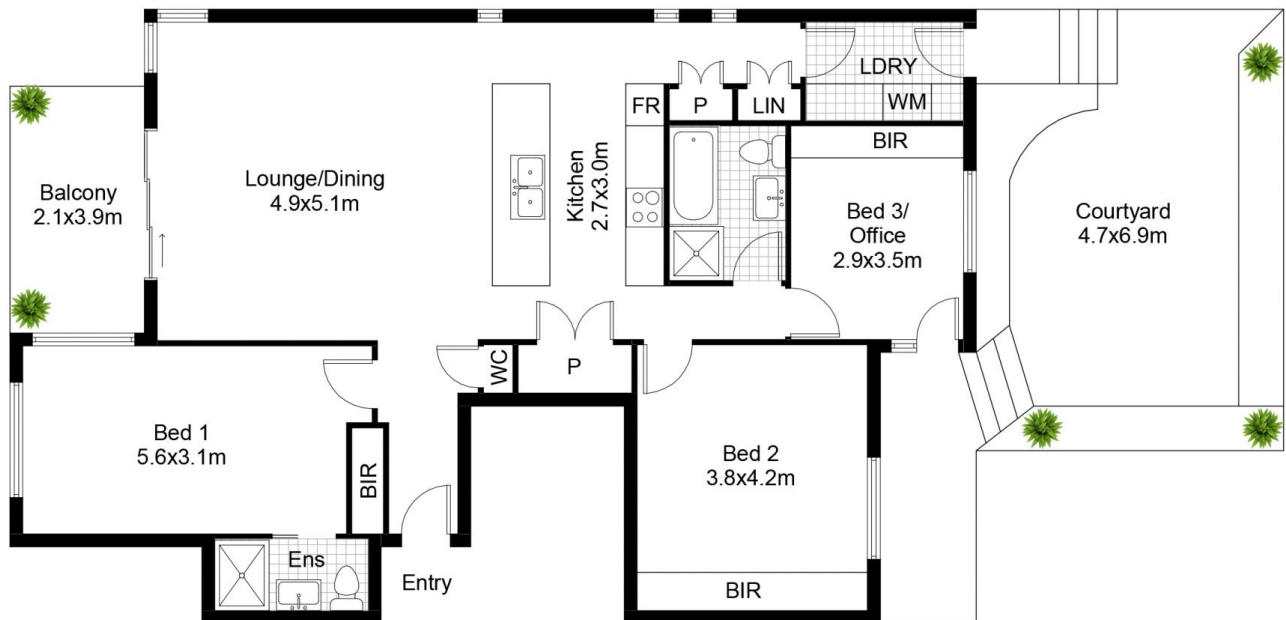 LDRY
FR
P
LIN
WM
BIR
Balcony
2.1x3.9m
Lounge/Dining
4.9x5.1m
Kitchen
2.7x3.0m
Bed 3/
Office
2.9x3.5m
Courtyard
4.7x6.9m
WC
P
Bed 1
5.6x3.1m
BIR
Bed 2
3.8x4.2m
Ens
Entry
BIR